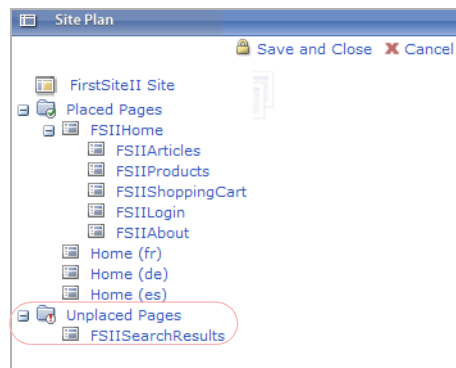 Site Plan
Save and Close Cancel
FirstSiteII Site
Placed Pages
FSIIHome
FSIIArticles
FSIIProducts
FSIIShoppingCart
FSIILogin
FSIIAbout
Home (fr)
Home (de)
Home (es)
Unplaced Pages
FSIISearchResults